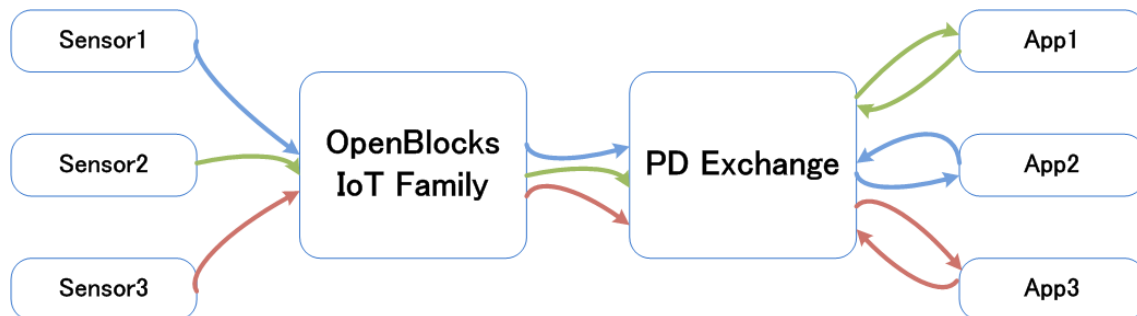 Sensor1
Sensor2
Sensor3
OpenBlocks
IoT Family
PD Exchange
App1
App2
App3